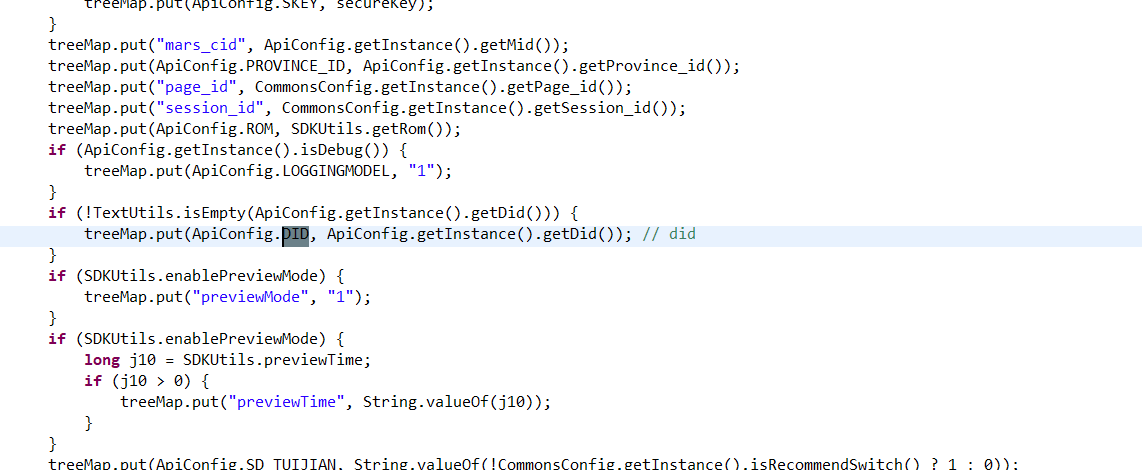 treeMap.put(ApiConfig.SKEY, secureKey);
}
treeMap.put("mars_cid", ApiConfig.getInstance().getMid());
treeMap.put(ApiConfig.PROVINCE_ID, ApiConfig.getInstance().getProvince_id());
treeMap.put("page_id", CommonsConfig.getInstance().getPage_id());
treeMap.put("session_id", CommonsConfig.getInstance().getSession_id());
treeMap.put(ApiConfig.ROM, SDKUtils.getRom());
if (ApiConfig.getInstance().isDebug()) {
treeMap.put(ApiConfig.LOGGINGMODEL, "1");
}
if (!TextUtils.isEmpty(ApiConfig.getInstance().getDid())) {
treeMap.put(ApiConfig.DID, ApiConfig.getInstance().getDid()); // did
}
if (SDKUtils.enablePreviewMode) {
treeMap.put("previewMode", "1");
}
if (SDKUtils.enablePreviewMode) {
long j10 = SDKUtils.previewTime;
if (j10 > 0) {
treeMap.put("previewTime", String.valueOf(j10));
}
}
treeMap.put(ApiConfig.SD_TUIJIAN, String.valueOf(!CommonsConfig.getInstance().isRecommendSwitch() ? 1 : 0));